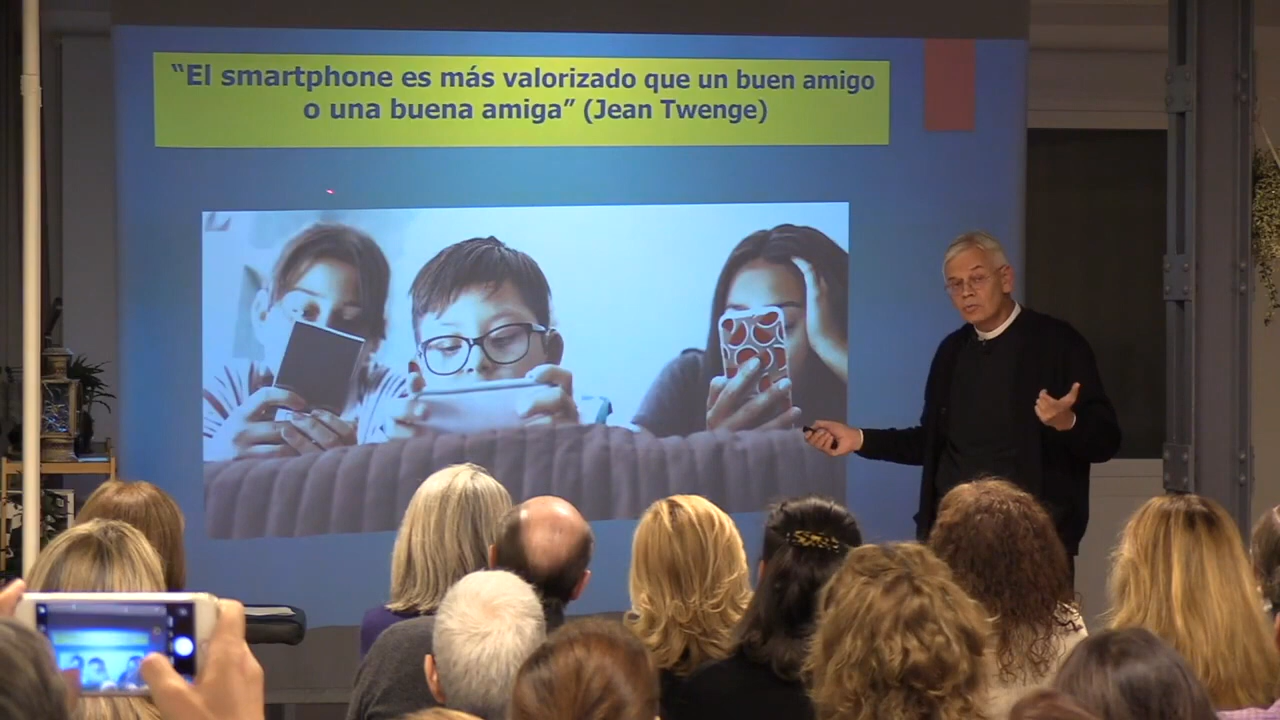 “El smartphone es más valorizado que un buen amigo
o una buena amiga” (Jean Twenge)